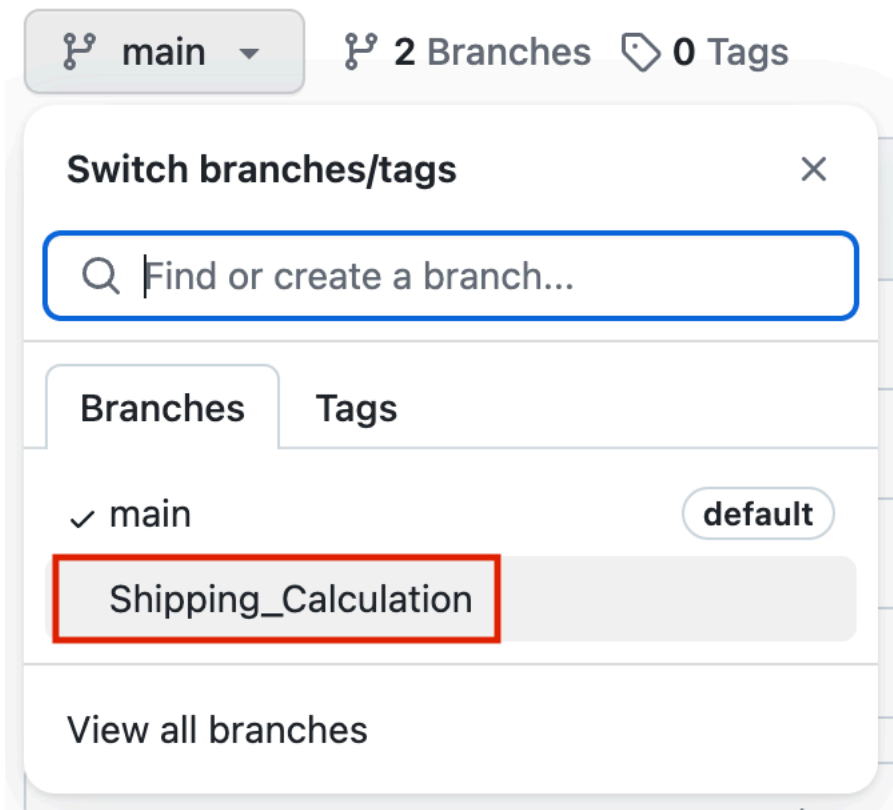 main 2 Branches 0 Tags
Switch branches/tags
Find or create a branch...
Branches Tags
main default
Shipping_Calculation
View all branches